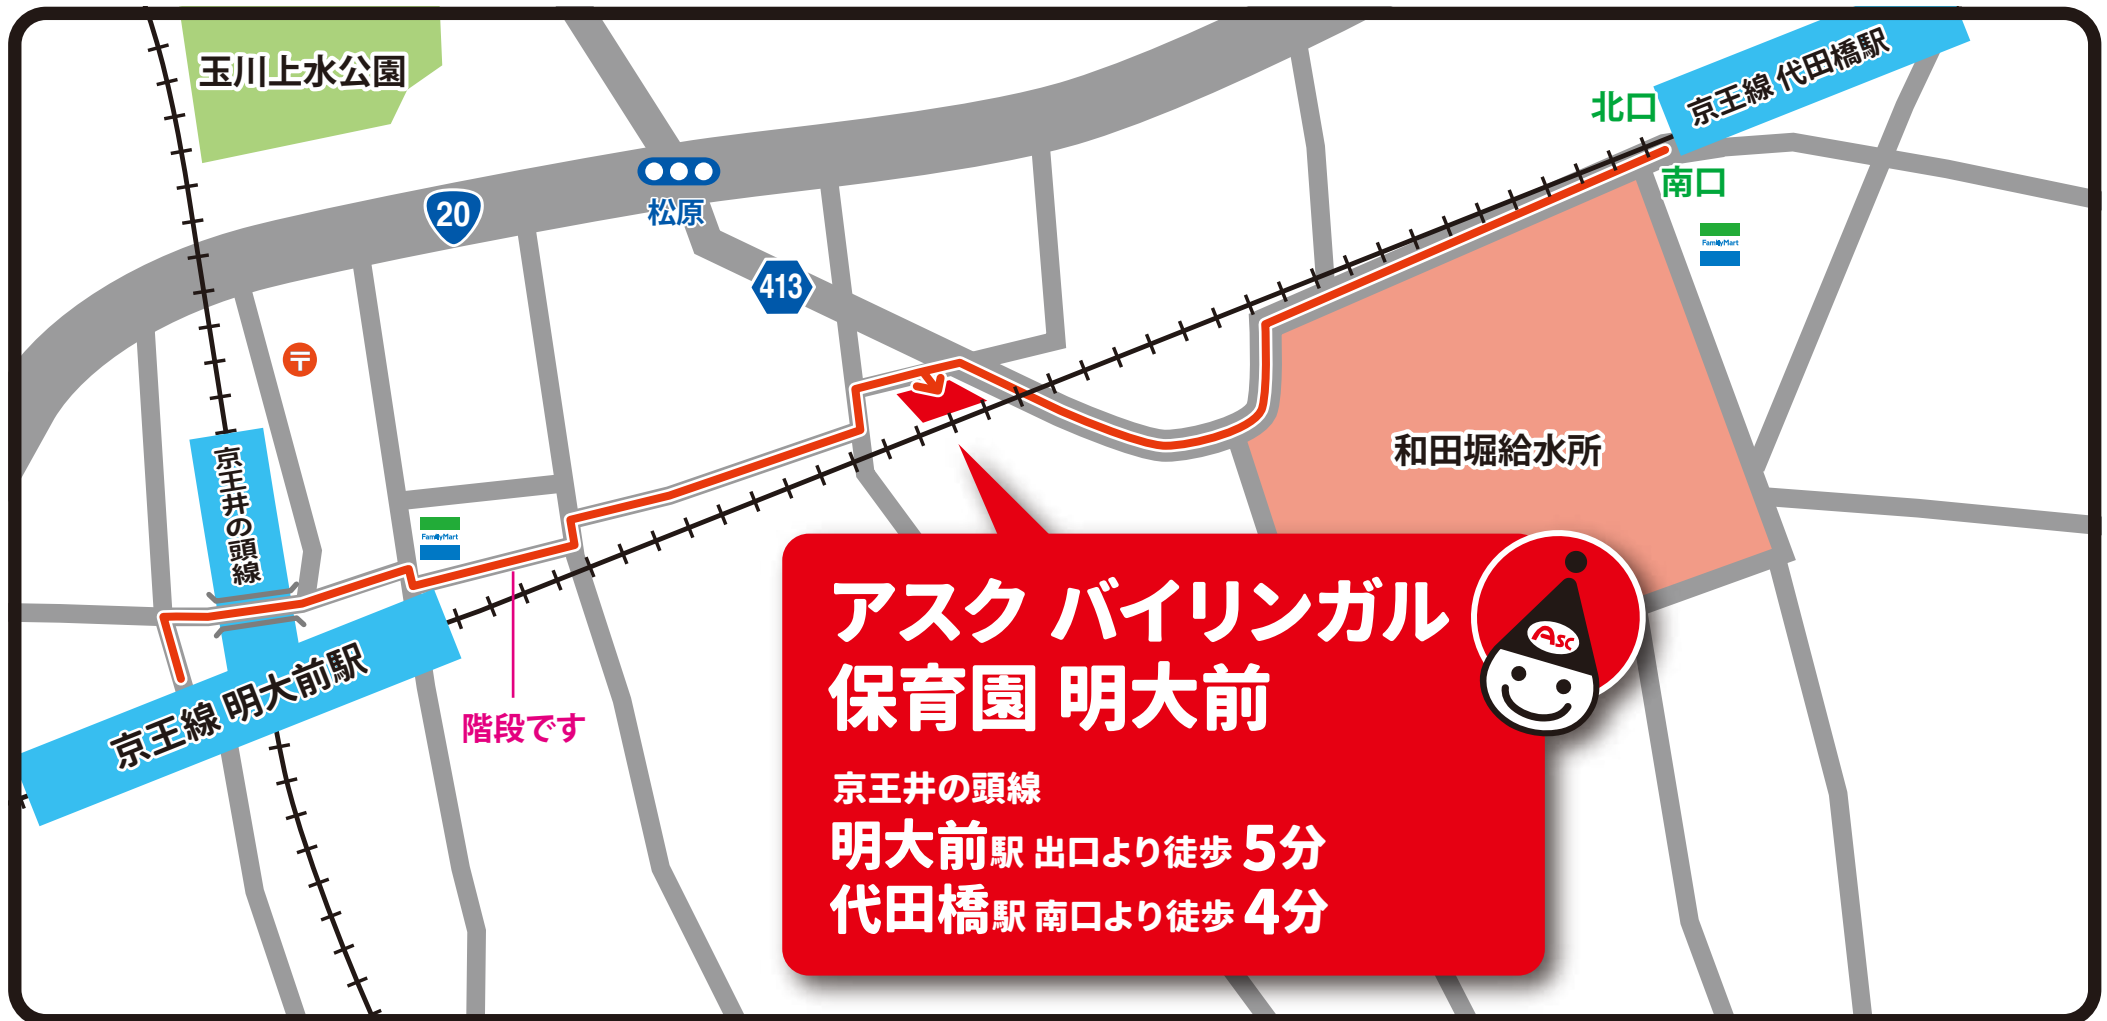 玉川上水公園
20
松原
413
北口
京王線 代田橋駅
南口
FamilyMart
〒
京王井の頭線
FamilyMart
和田堀給水所
京王線 明大前駅
階段です
アスク バイリンガル
保育園 明大前
ASC
京王井の頭線
明大前駅 出口より徒歩 5分
代田橋駅 南口より徒歩 4分